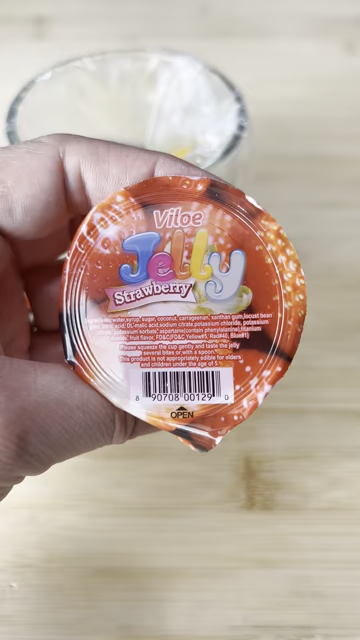 Viloe
Jelly
Strawberry
Ingredients: water, syrup, sugar, coconut, carrageenan, xanthan gum, locust bean
acid, DL-malic acid, sodium citrate, potassium chloride, potassium
sorbate, aspartame(contain phenylalanine), titanium
fruit flavor, FD&C(FD&C Yellow#5, Red#40, Blue#1)
Please squeeze the cup gently and taste the jelly
several bites or with a spoon.
This product is not appropriately edible for elders
and children under the age of 5.
8 90708 00129 0
OPEN